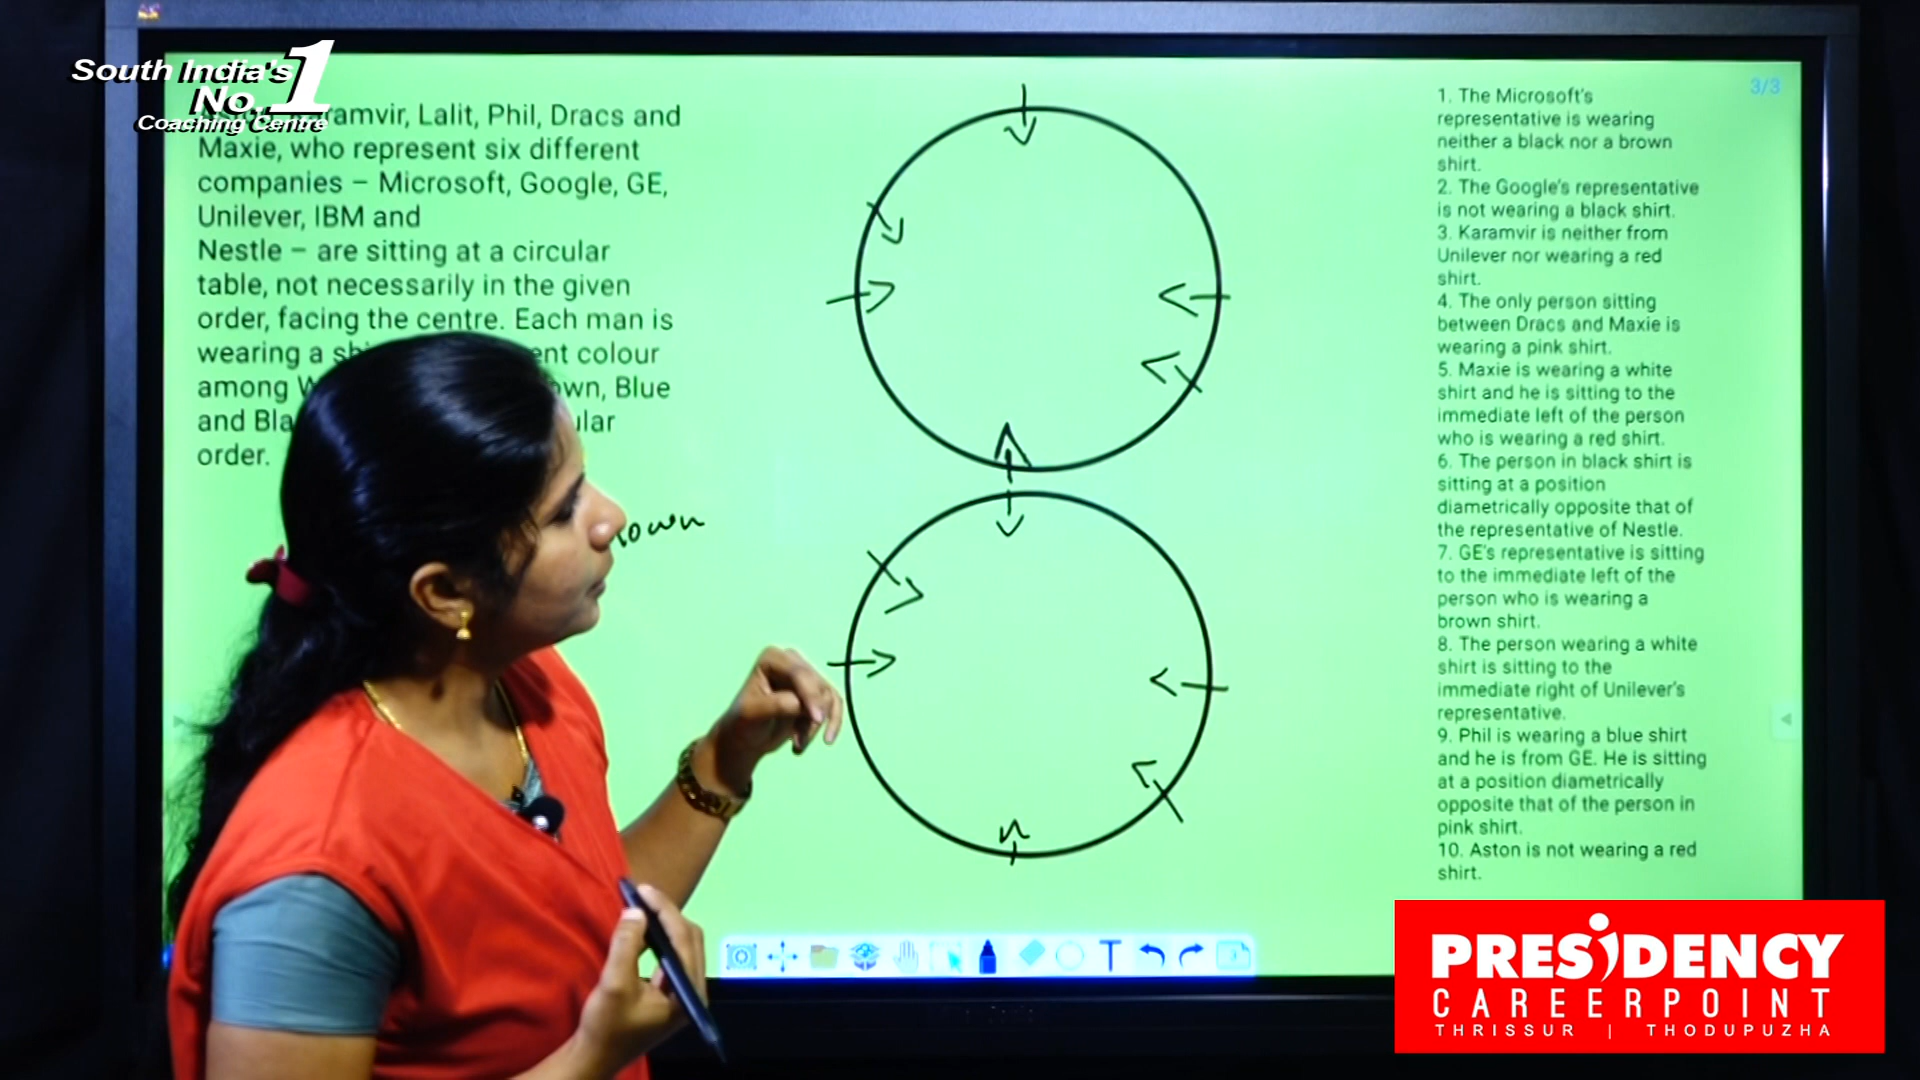 South India's
No. 1
Coaching Centre
Karamvir, Lalit, Phil, Dracs and
Maxie, who represent six different
companies – Microsoft, Google, GE,
Unilever, IBM and
Nestle – are sitting at a circular
table, not necessarily in the given
order, facing the centre. Each man is
wearing a
colour
among
Blue
and
order.
3/3
1. The Microsoft's
representative is wearing
neither a black nor a brown
shirt.
2. The Google's representative
is not wearing a black shirt.
3. Karamvir is neither from
Unilever nor wearing a red
shirt.
4. The only person sitting
between Dracs and Maxie is
wearing a pink shirt.
5. Maxie is wearing a white
shirt and he is sitting to the
immediate left of the person
who is wearing a red shirt.
6. The person in black shirt is
sitting at a position
diametrically opposite that of
the representative of Nestle.
7. GE's representative is sitting
to the immediate left of the
person who is wearing a
brown shirt.
8. The person wearing a white
shirt is sitting to the
immediate right of Unilever's
representative.
9. Phil is wearing a blue shirt
and he is from GE. He is sitting
at a position diametrically
opposite that of the person in
pink shirt.
10. Aston is not wearing a red
shirt.
PRESiDENCY
CAREERPOINT
THRISSUR | THODUPUZHA